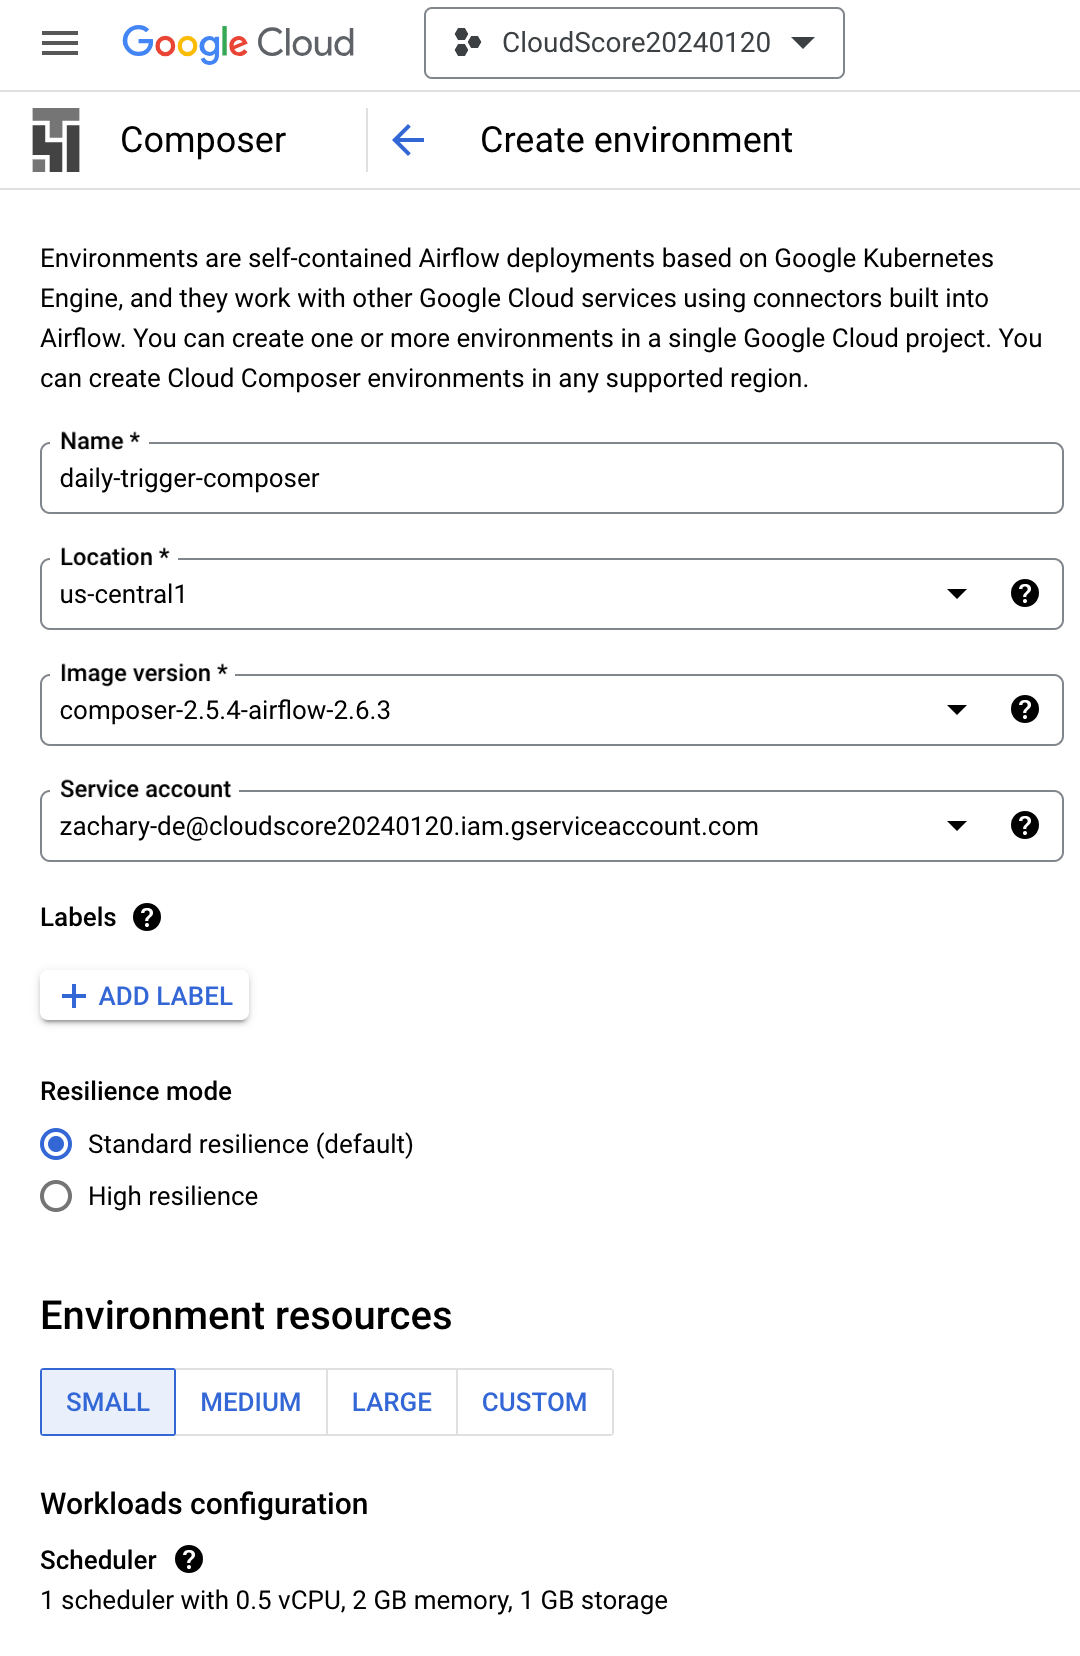 Google Cloud
CloudScore20240120
Composer
Create environment
Environments are self-contained Airflow deployments based on Google Kubernetes
Engine, and they work with other Google Cloud services using connectors built into
Airflow. You can create one or more environments in a single Google Cloud project. You
can create Cloud Composer environments in any supported region.
Name *
daily-trigger-composer
Location *
us-central1
Image version *
composer-2.5.4-airflow-2.6.3
Service account
zachary-de@cloudscore20240120.iam.gserviceaccount.com
Labels
ADD LABEL
Resilience mode
Standard resilience (default)
High resilience
Environment resources
SMALL MEDIUM LARGE CUSTOM
Workloads configuration
Scheduler
1 scheduler with 0.5 vCPU, 2 GB memory, 1 GB storage